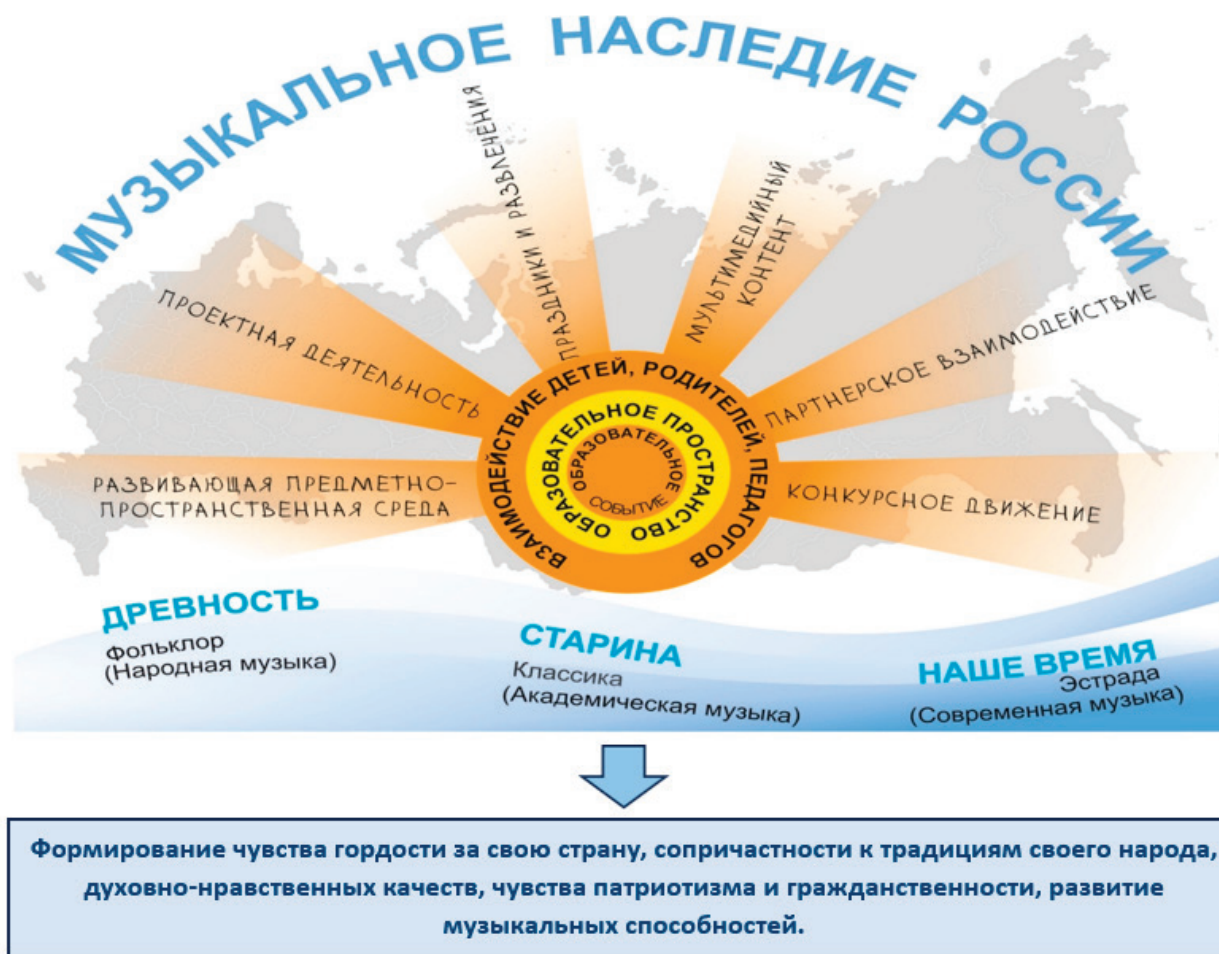 МУЗЫКАЛЬНОЕ НАСЛЕДИЕ РОССИИ
РАЗВИВАЮЩАЯ ПРЕДМЕТНО-
ПРОСТРАНСТВЕННАЯ СРЕДА
ПРОЕКТНАЯ ДЕЯТЕЛЬНОСТЬ
ПРАЗДНИКИ И РАЗВЛЕЧЕНИЯ
МУЛЬТИМЕДИЙНЫЙ
КОНТЕНТ
ПАРТНЕРСКОЕ ВЗАИМОДЕЙСТВИЕ
КОНКУРСНОЕ ДВИЖЕНИЕ
ВЗАИМОДЕЙСТВИЕ ДЕТЕЙ, РОДИТЕЛЕЙ, ПЕДАГОГОВ
ОБРАЗОВАТЕЛЬНОЕ ПРОСТРАНСТВО
ОБРАЗОВАТЕЛЬНОЕ
СОБЫТИЕ
ДРЕВНОСТЬ
Фольклор
(Народная музыка)
СТАРИНА
Классика
(Академическая музыка)
НАШЕ ВРЕМЯ
Эстрада
(Современная музыка)
Формирование чувства гордости за свою страну, сопричастности к традициям своего народа,
духовно-нравственных качеств, чувства патриотизма и гражданственности, развитие
музыкальных способностей.